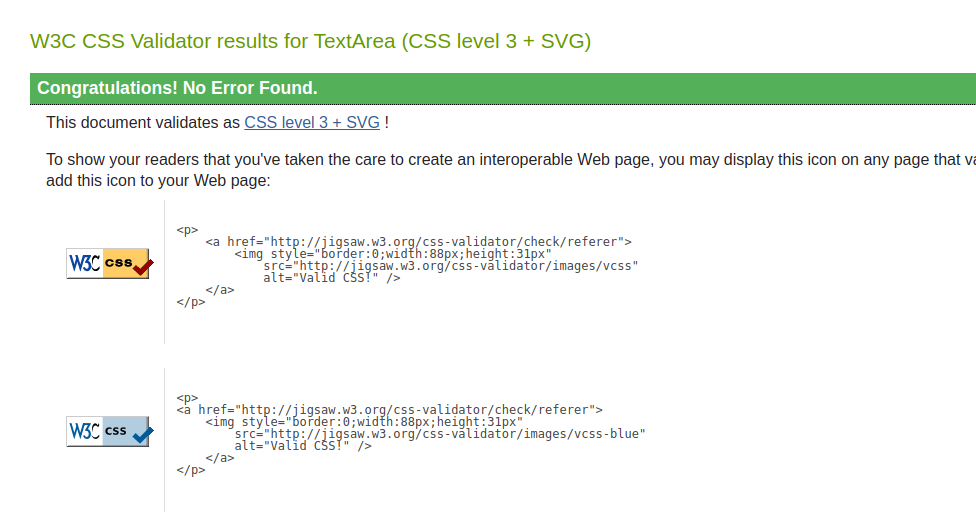 W3C CSS Validator results for TextArea (CSS level 3 + SVG)
Congratulations! No Error Found.
This document validates as CSS level 3 + SVG !
To show your readers that you've taken the care to create an interoperable Web page, you may display this icon on any page that va
add this icon to your Web page:
W3C css
<p>
<a href="http://jigsaw.w3.org/css-validator/check/referer">
<img style="border:0;width:88px;height:31px"
src="http://jigsaw.w3.org/css-validator/images/vcss"
alt="Valid CSS!" />
</a>
</p>
W3C css
<p>
<a href="http://jigsaw.w3.org/css-validator/check/referer">
<img style="border:0;width:88px;height:31px"
src="http://jigsaw.w3.org/css-validator/images/vcss-blue"
alt="Valid CSS!" />
</a>
</p>